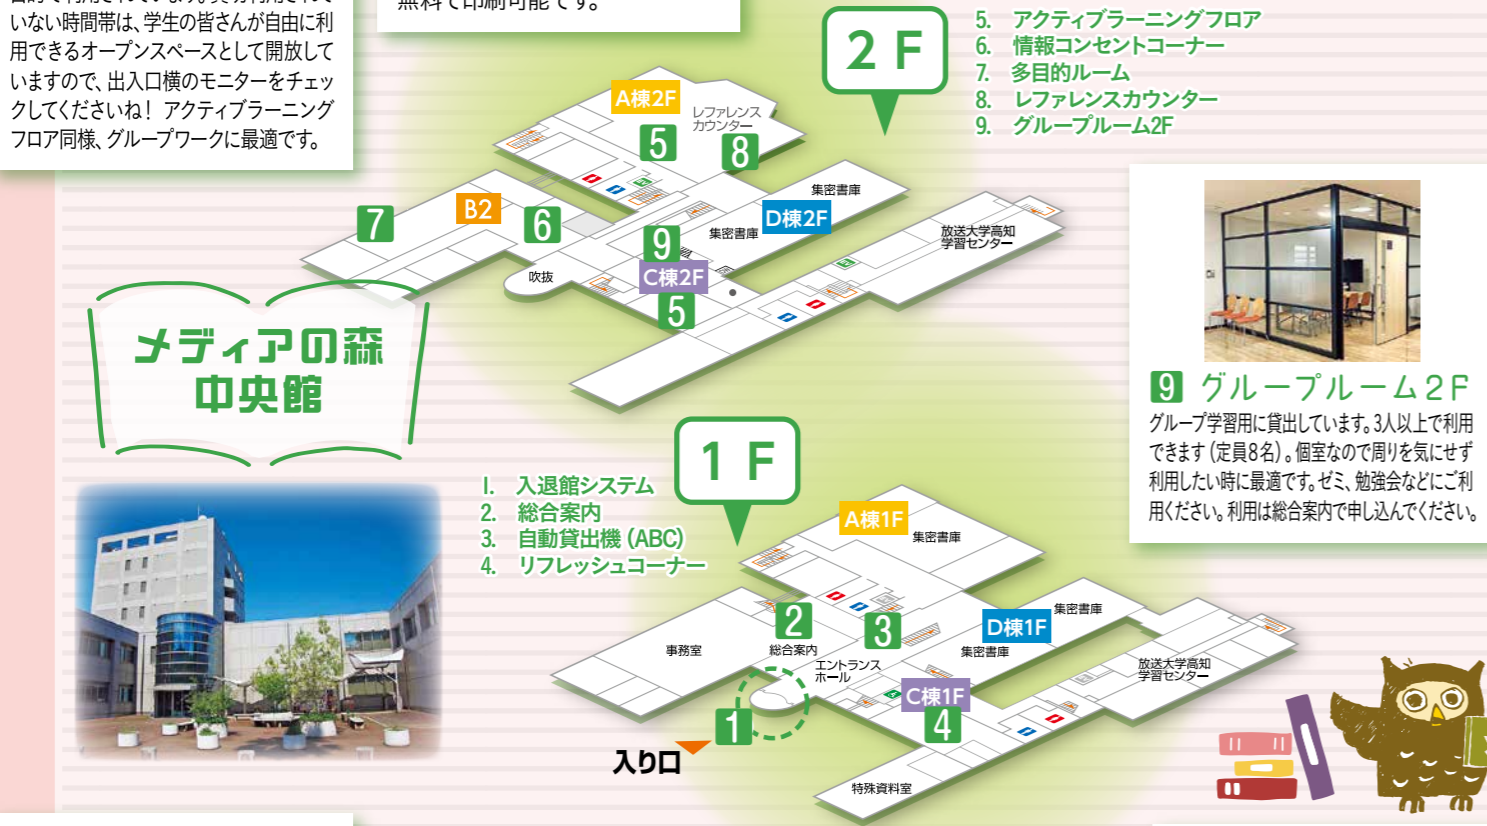 いない時間帯は、学生の皆さんが自由に利
用できるオープンスペースとして開放して
いますので、出入口横のモニターをチェッ
クしてくださいね！ アクティブラーニング
フロア同様、グループワークに最適です。
無料で印刷可能です。
2F
5. アクティブラーニングフロア
6. 情報コンセントコーナー
7. 多目的ルーム
8. レファレンスカウンター
9. グループルーム2F
A棟2F
レファレンス
カウンター
5
8
集密書庫
B2
D棟2F
7
6
9
集密書庫
放送大学高知
学習センター
吹抜
C棟2F
5
メディアの森
中央館
9 グループルーム2F
グループ学習用に貸出しています。3人以上で利用
できます（定員8名）。個室なので周りを気にせず
利用したい時に最適です。ゼミ、勉強会などにご利
用ください。利用は総合案内で申し込んでください。
1F
1. 入退館システム
2. 総合案内
3. 自動貸出機（ABC）
4. リフレッシュコーナー
A棟1F
集密書庫
集密書庫
2
3
D棟1F
事務室
総合案内
集密書庫
エントランス
ホール
放送大学高知
学習センター
C棟1F
1
4
入り口
特殊資料室